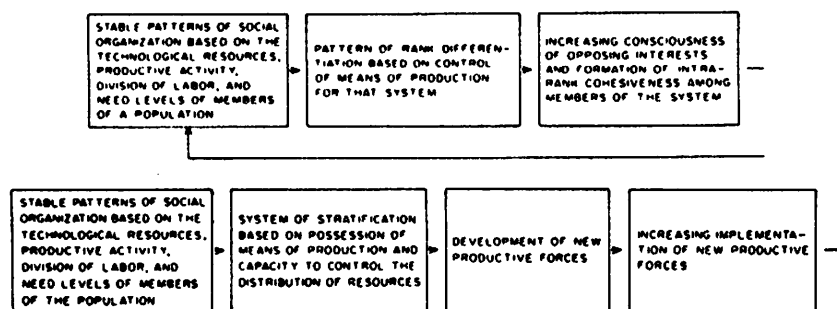 STABLE PATTERNS OF SOCIAL
ORGANIZATION BASED ON THE
TECHNOLOGICAL RESOURCES,
PRODUCTIVE ACTIVITY,
DIVISION OF LABOR, AND
NEED LEVELS OF MEMBERS
OF A POPULATION
PATTERN OF RANK DIFFEREN-
TIATION BASED ON CONTROL
OF MEANS OF PRODUCTION
FOR THAT SYSTEM
INCREASING CONSCIOUSNESS
OF OPPOSING INTERESTS
AND FORMATION OF INTRA-
RANK COHESIVENESS AMONG
MEMBERS OF THE SYSTEM
STABLE PATTERNS OF SOCIAL
ORGANIZATION BASED ON THE
TECHNOLOGICAL RESOURCES,
PRODUCTIVE ACTIVITY,
DIVISION OF LABOR, AND
NEED LEVELS OF MEMBERS
OF THE POPULATION
SYSTEM OF STRATIFICATION
BASED ON POSSESSION OF
MEANS OF PRODUCTION AND
CAPACITY TO CONTROL THE
DISTRIBUTION OF RESOURCES
DEVELOPMENT OF NEW
PRODUCTIVE FORCES
INCREASING IMPLEMENTA-
TION OF NEW PRODUCTIVE
FORCES